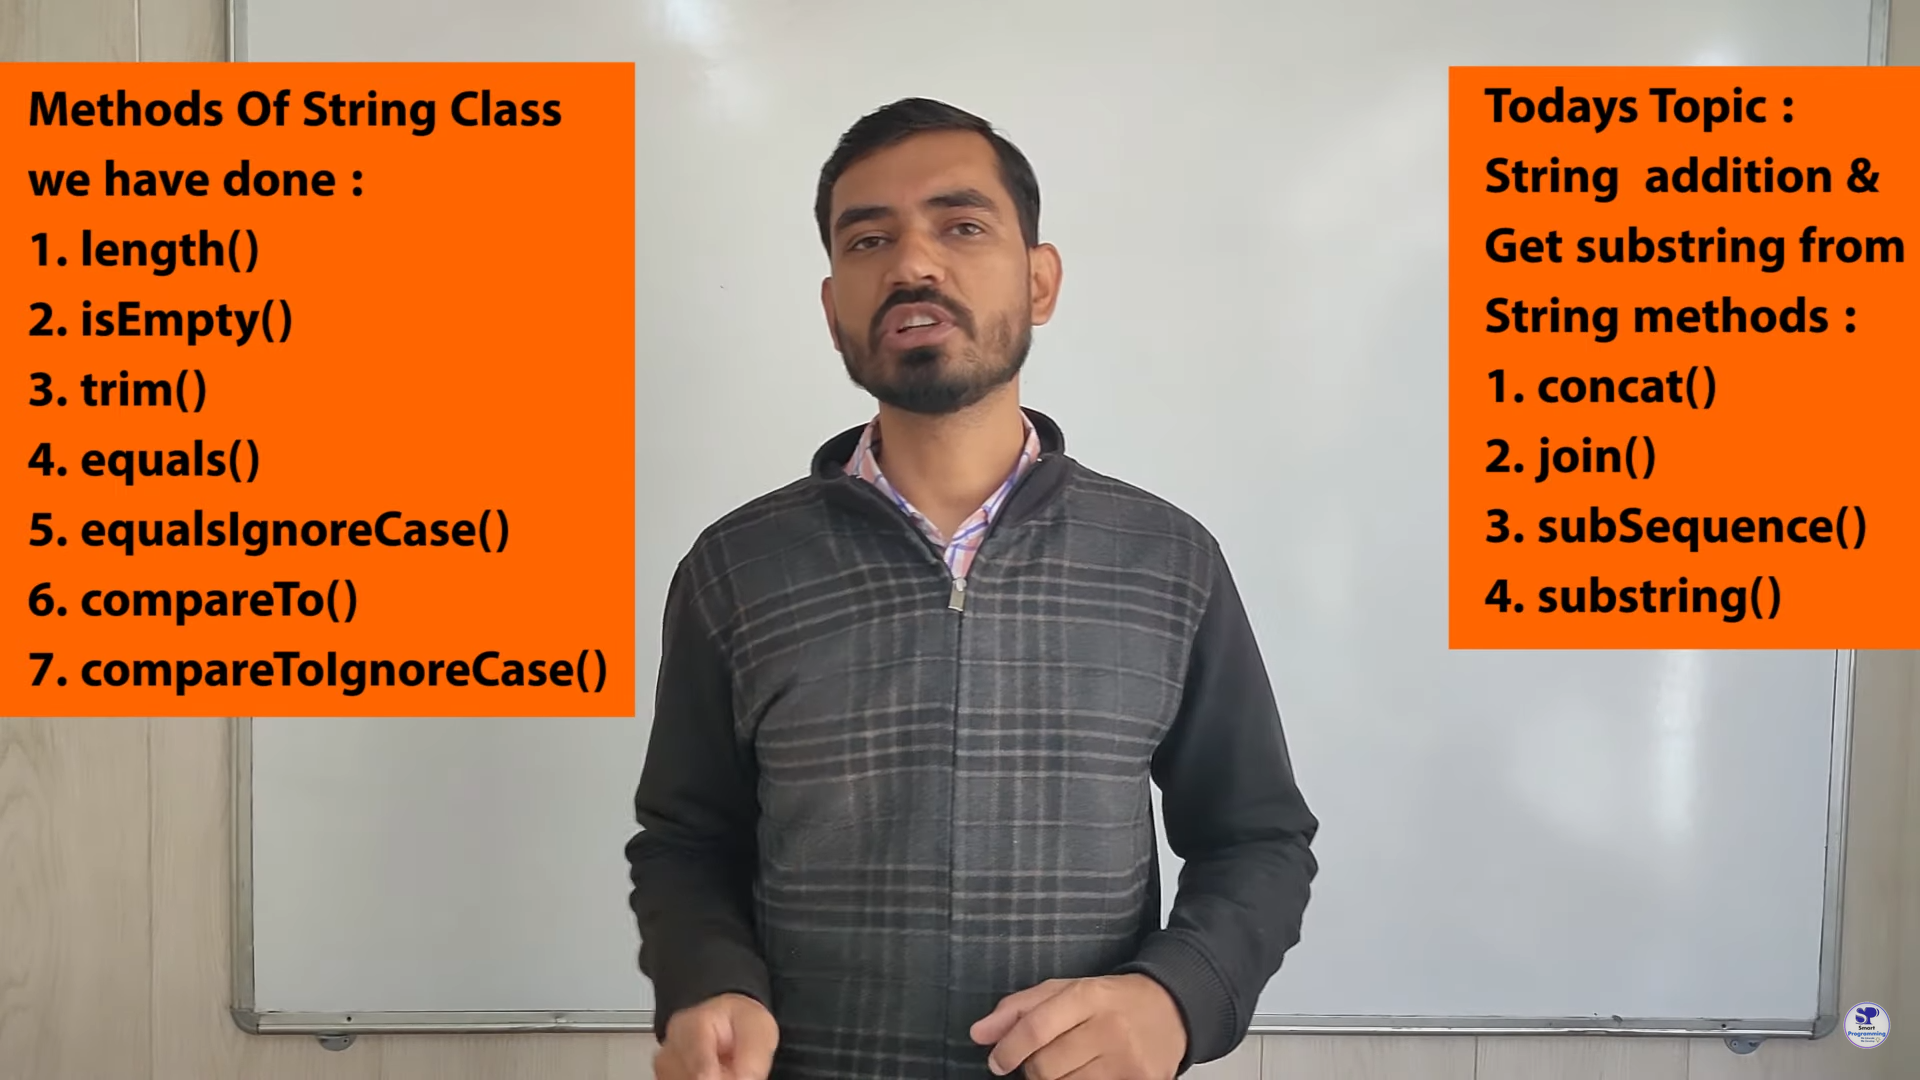 Methods Of String Class
we have done :
1. length()
2. isEmpty()
3. trim()
4. equals()
5. equalsIgnoreCase()
6. compareTo()
7. compareToIgnoreCase()
Todays Topic :
String addition &
Get substring from
String methods :
1. concat()
2. join()
3. subSequence()
4. substring()
SP
Smart
Programming